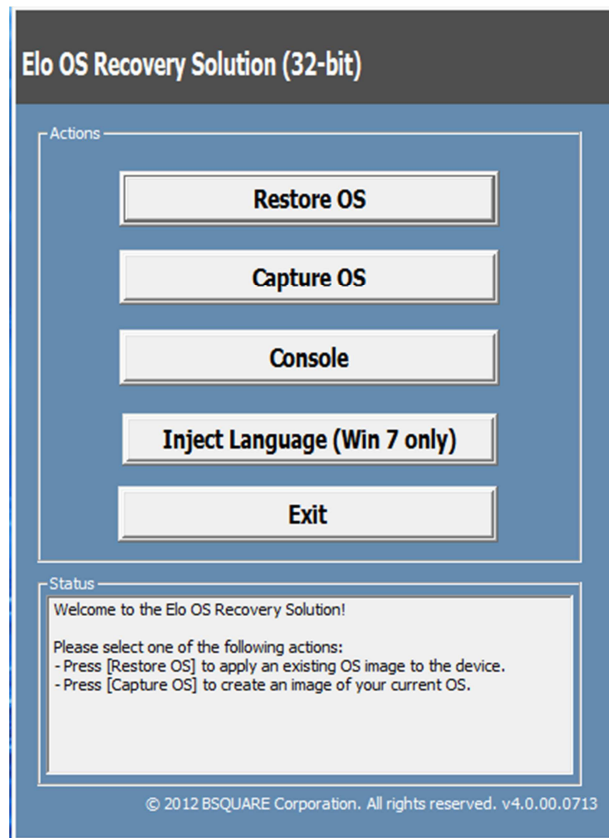 Elo OS Recovery Solution (32-bit)
Actions
Restore OS
Capture OS
Console
Inject Language (Win 7 only)
Exit
Status
Welcome to the Elo OS Recovery Solution!
Please select one of the following actions:
- Press [Restore OS] to apply an existing OS image to the device.
- Press [Capture OS] to create an image of your current OS.
© 2012 BSQUARE Corporation. All rights reserved. v4.0.00.0713